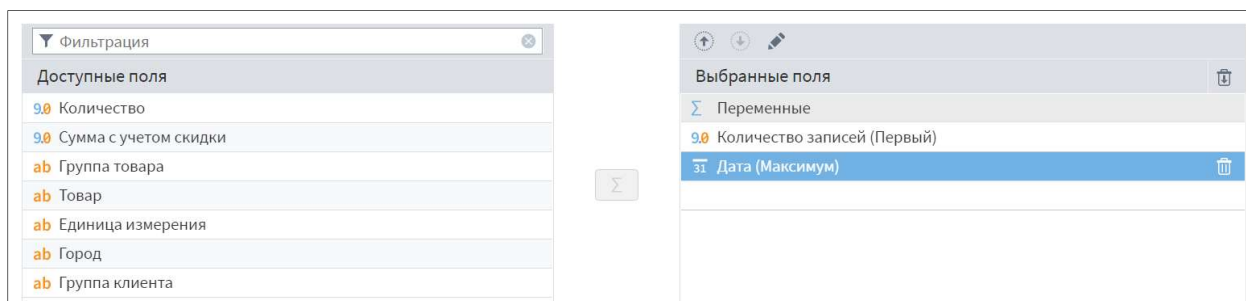 Фильтрация
Доступные поля
9.0 Количество
9.0 Сумма с учетом скидки
ab Группа товара
ab Товар
ab Единица измерения
ab Город
ab Группа клиента
Σ
Выбранные поля
Σ Переменные
9.0 Количество записей (Первый)
31 Дата (Максимум)